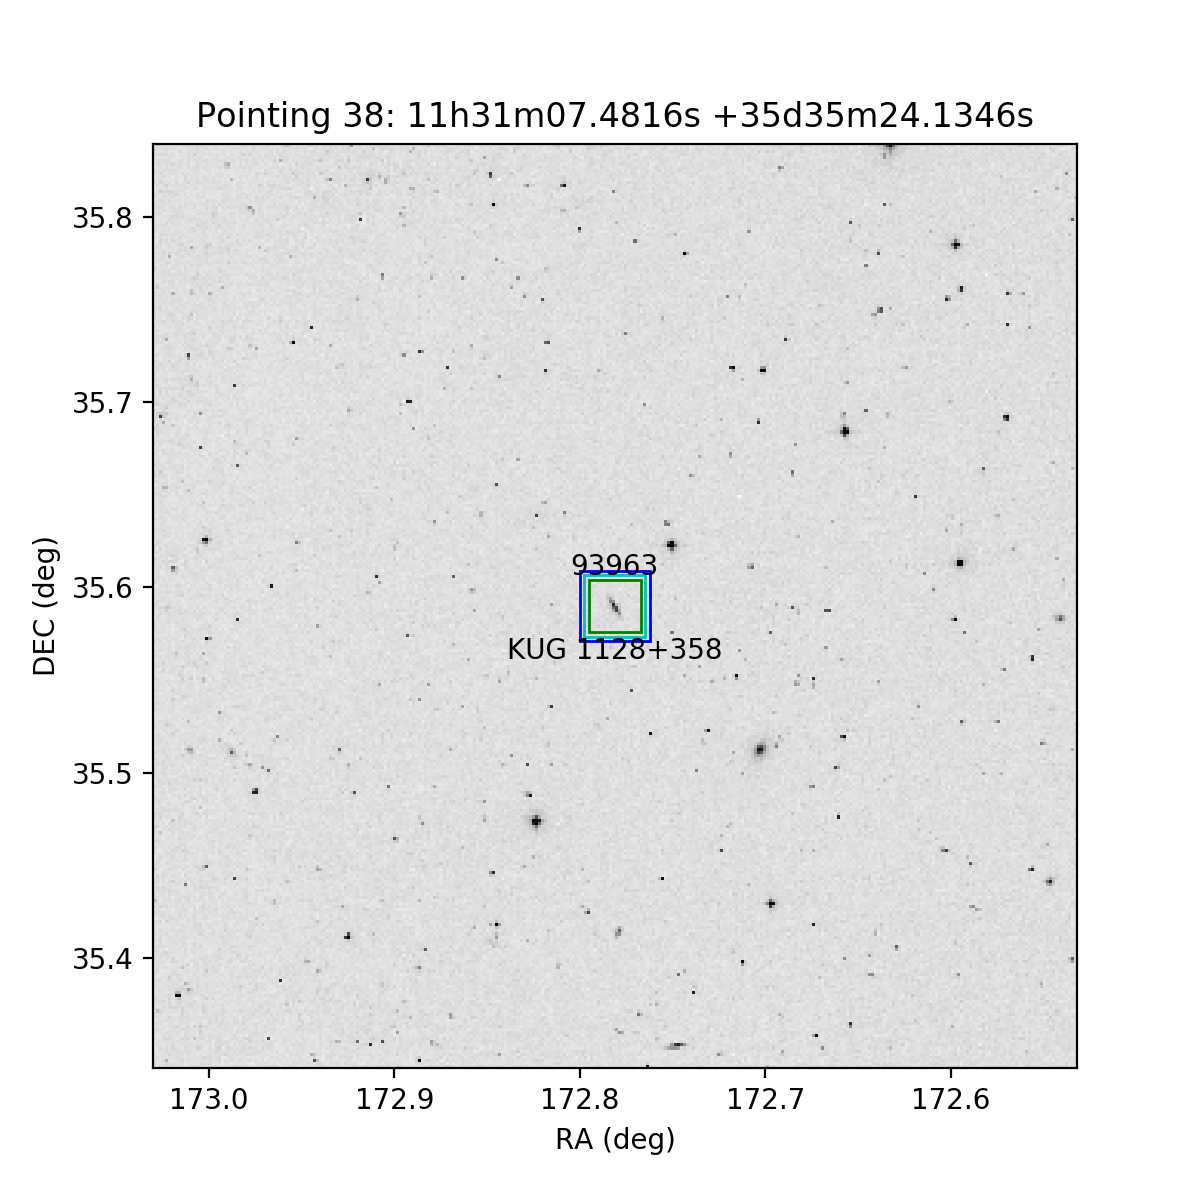 Pointing 38: 11h31m07.4816s +35d35m24.1346s
35.8
35.7
35.6
35.5
35.4
DEC (deg)
93963
KUG 1128+358
173.0 172.9 172.8 172.7 172.6
RA (deg)